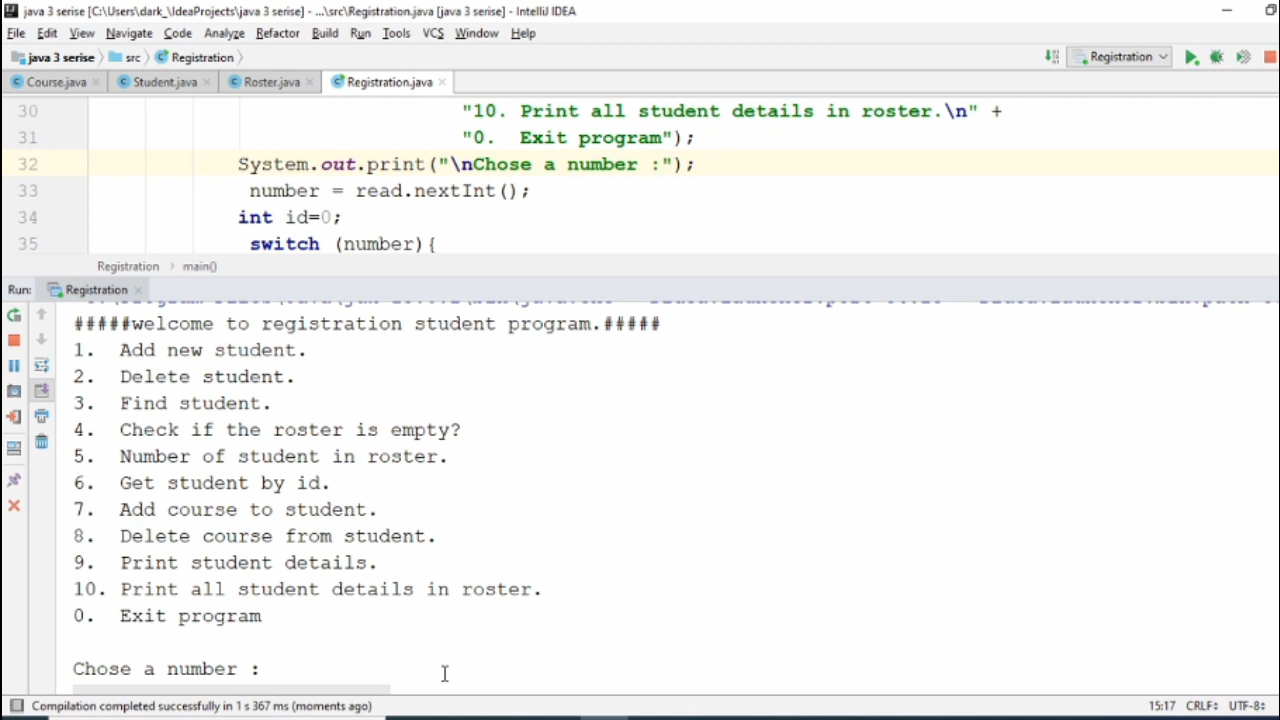 java 3 serise [C:\Users\dark_\IdeaProjects\java 3 serise] - ...\src\Registration.java [java 3 serise] - IntelliJ IDEA
File Edit View Navigate Code Analyze Refactor Build Run Tools VCS Window Help
java 3 serise src Registration Registration
Course.java Student.java Roster.java Registration.java
30 "10. Print all student details in roster.\n" +
31 "0.  Exit program");
32 System.out.print("\nChose a number :");
33 number = read.nextInt();
34 int id=0;
35 switch (number){
Registration main()
Run: Registration
#####welcome to registration student program.#####
1.  Add new student.
2.  Delete student.
3.  Find student.
4.  Check if the roster is empty?
5.  Number of student in roster.
6.  Get student by id.
7.  Add course to student.
8.  Delete course from student.
9.  Print student details.
10. Print all student details in roster.
0.  Exit program
Chose a number :
Compilation completed successfully in 1 s 367 ms (moments ago) 15:17 CRLF UTF-8